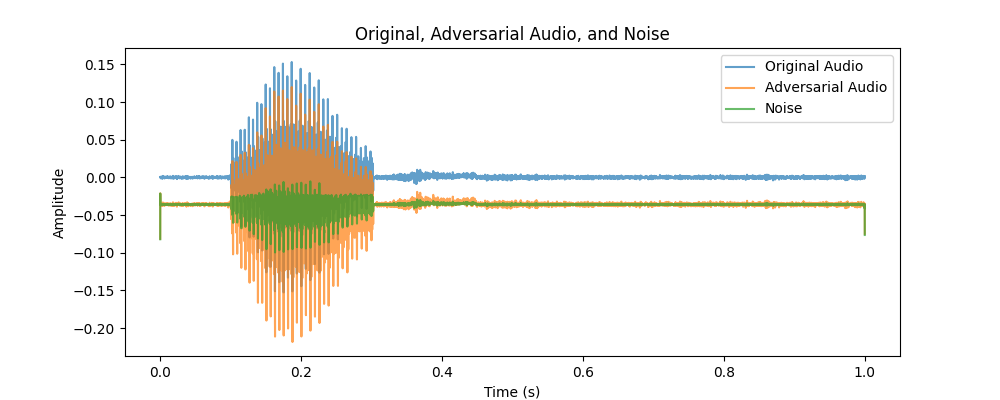 Original, Adversarial Audio, and Noise
Original Audio
Adversarial Audio
Noise
Amplitude
0.15
0.10
0.05
0.00
−0.05
−0.10
−0.15
−0.20
0.0 0.2 0.4 0.6 0.8 1.0
Time (s)